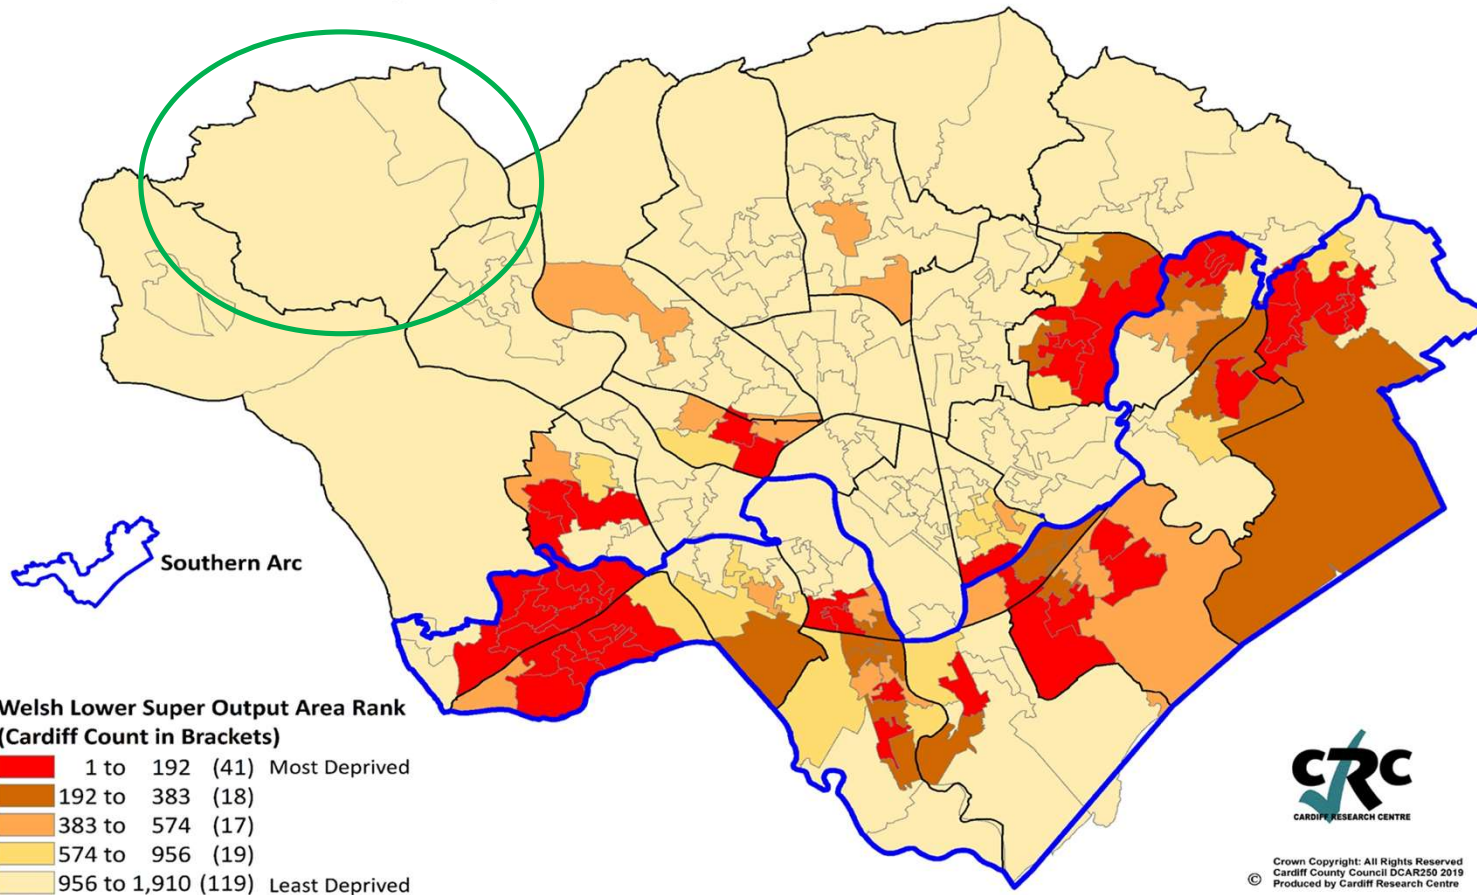 Southern Arc
Welsh Lower Super Output Area Rank
(Cardiff Count in Brackets)
1 to 192 (41) Most Deprived
192 to 383 (18)
383 to 574 (17)
574 to 956 (19)
956 to 1,910 (119) Least Deprived
CRC
CARDIFF RESEARCH CENTRE
Crown Copyright: All Rights Reserved
Cardiff County Council DCAR250 2019
© Produced by Cardiff Research Centre